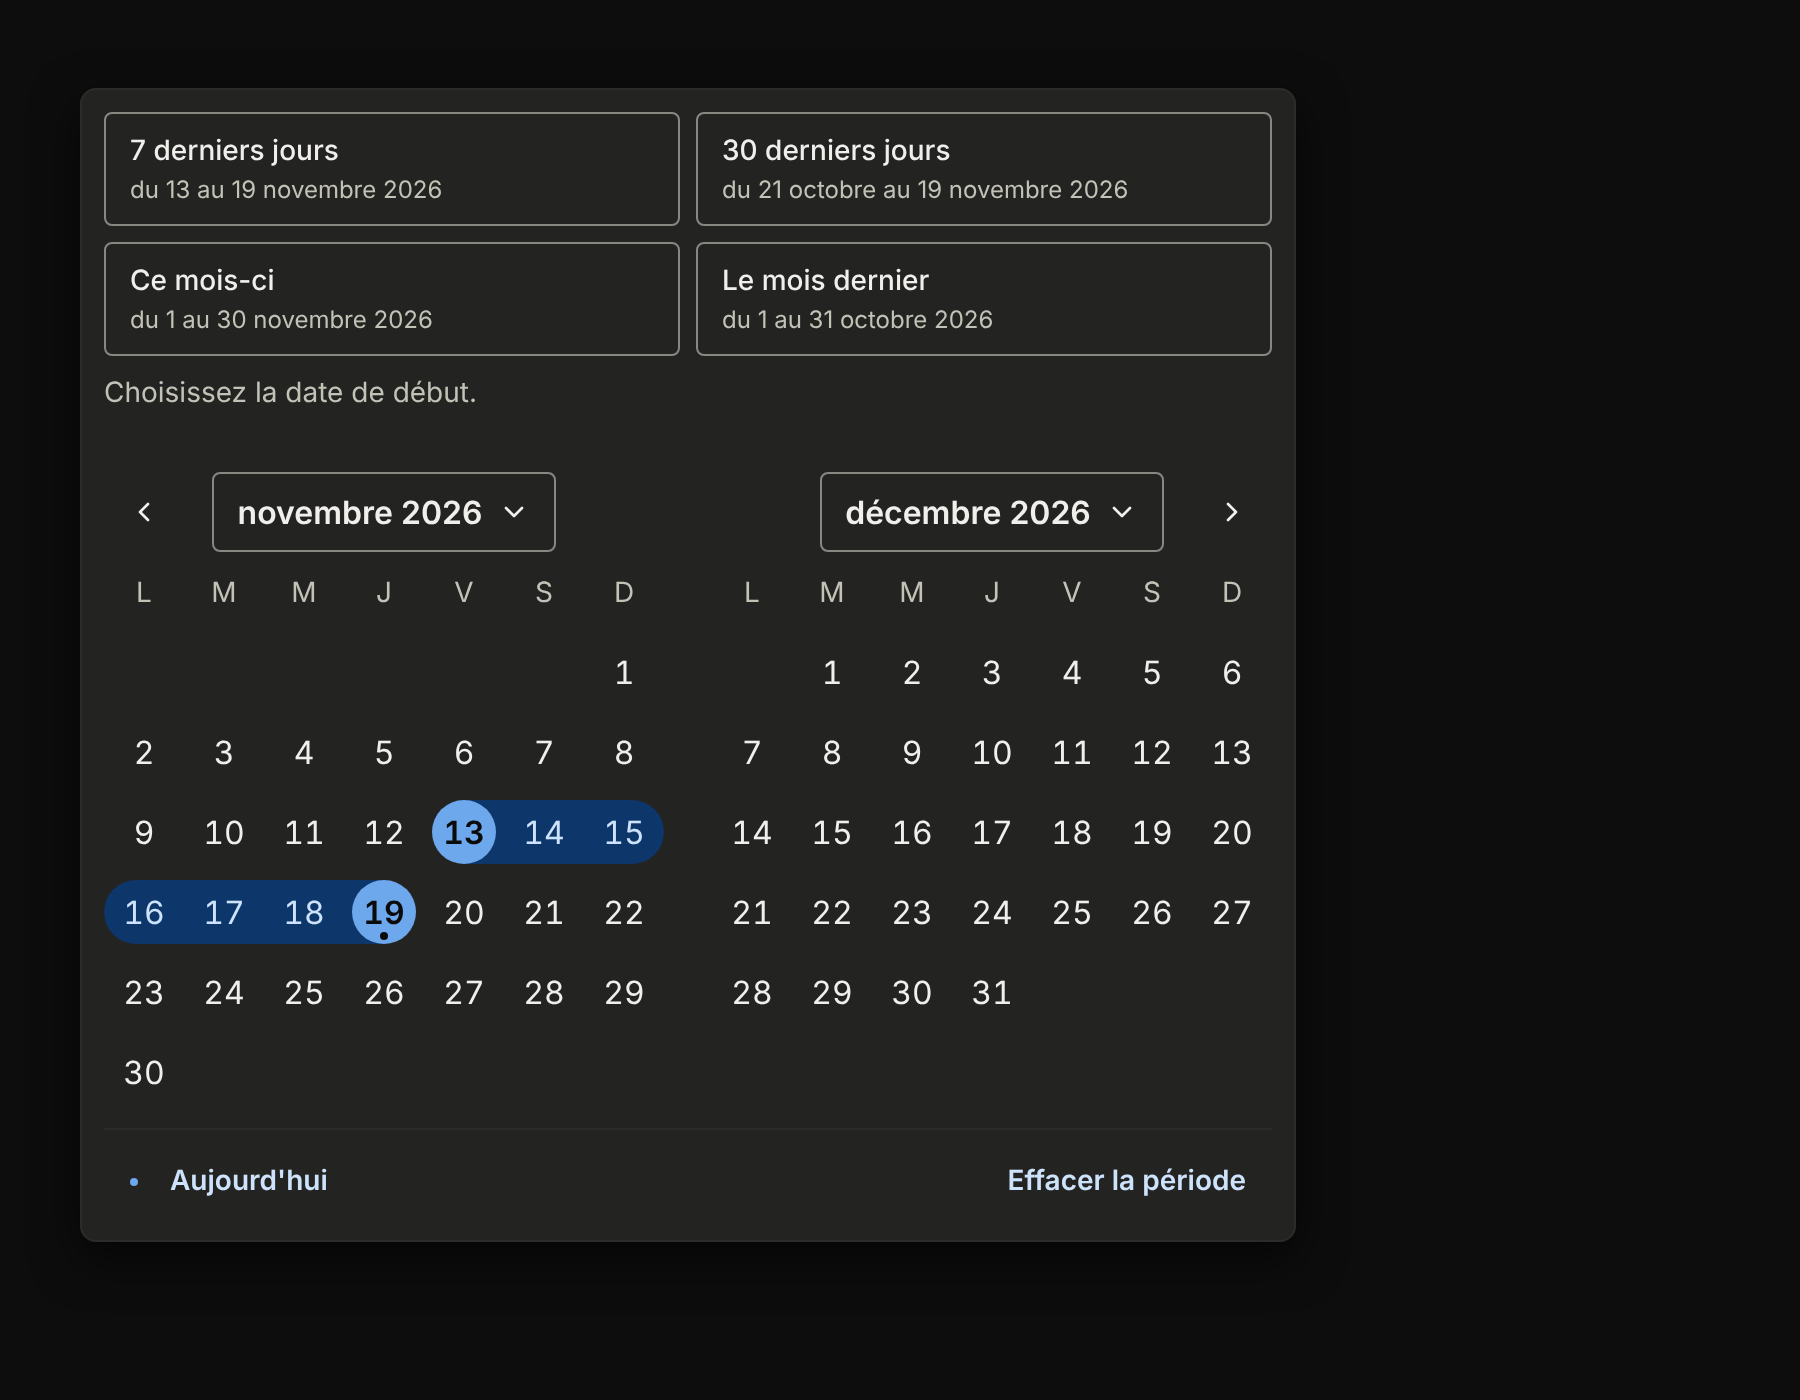 7 derniers jours
du 13 au 19 novembre 2026
30 derniers jours
du 21 octobre au 19 novembre 2026
Ce mois-ci
du 1 au 30 novembre 2026
Le mois dernier
du 1 au 31 octobre 2026
Choisissez la date de début.
novembre 2026
L M M J V S D
1
2 3 4 5 6 7 8
9 10 11 12 13 14 15
16 17 18 19 20 21 22
23 24 25 26 27 28 29
30
décembre 2026
L M M J V S D
1 2 3 4 5 6
7 8 9 10 11 12 13
14 15 16 17 18 19 20
21 22 23 24 25 26 27
28 29 30 31
Aujourd'hui
Effacer la période